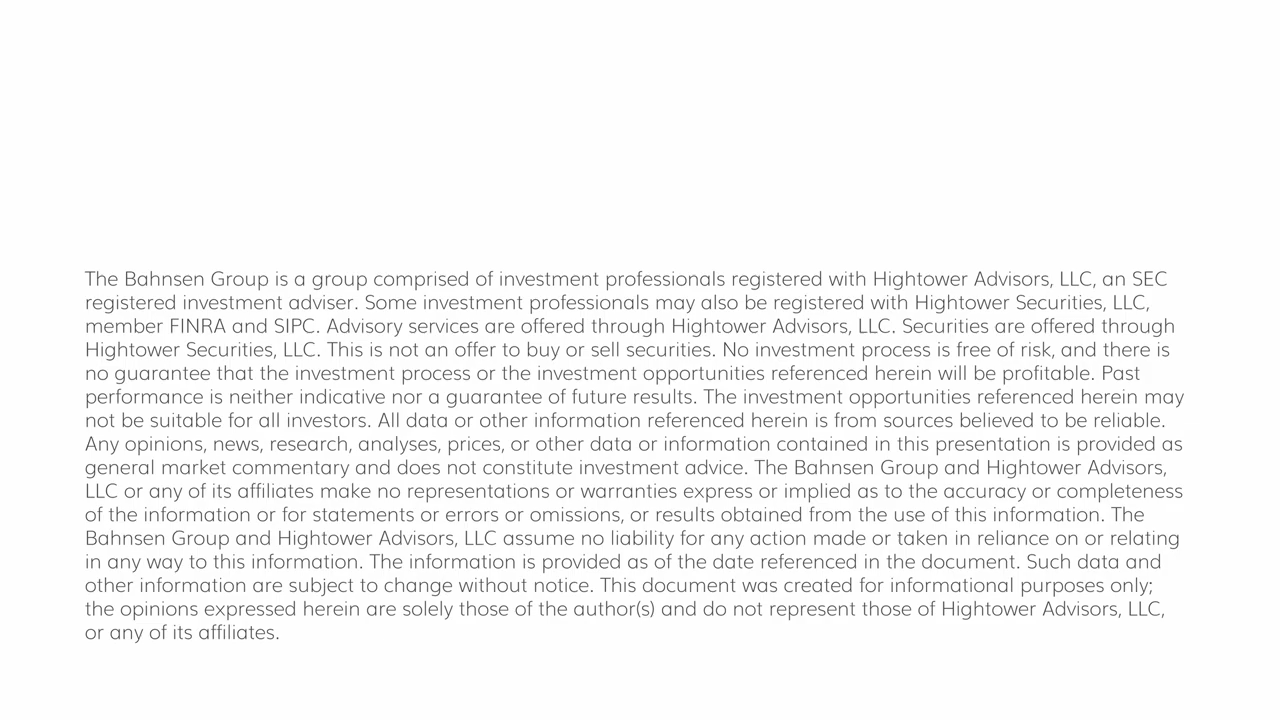 The Bahnsen Group is a group comprised of investment professionals registered with Hightower Advisors, LLC, an SEC
registered investment adviser. Some investment professionals may also be registered with Hightower Securities, LLC,
member FINRA and SIPC. Advisory services are offered through Hightower Advisors, LLC. Securities are offered through
Hightower Securities, LLC. This is not an offer to buy or sell securities. No investment process is free of risk, and there is
no guarantee that the investment process or the investment opportunities referenced herein will be profitable. Past
performance is neither indicative nor a guarantee of future results. The investment opportunities referenced herein may
not be suitable for all investors. All data or other information referenced herein is from sources believed to be reliable.
Any opinions, news, research, analyses, prices, or other data or information contained in this presentation is provided as
general market commentary and does not constitute investment advice. The Bahnsen Group and Hightower Advisors,
LLC or any of its affiliates make no representations or warranties express or implied as to the accuracy or completeness
of the information or for statements or errors or omissions, or results obtained from the use of this information. The
Bahnsen Group and Hightower Advisors, LLC assume no liability for any action made or taken in reliance on or relating
in any way to this information. The information is provided as of the date referenced in the document. Such data and
other information are subject to change without notice. This document was created for informational purposes only;
the opinions expressed herein are solely those of the author(s) and do not represent those of Hightower Advisors, LLC,
or any of its affiliates.